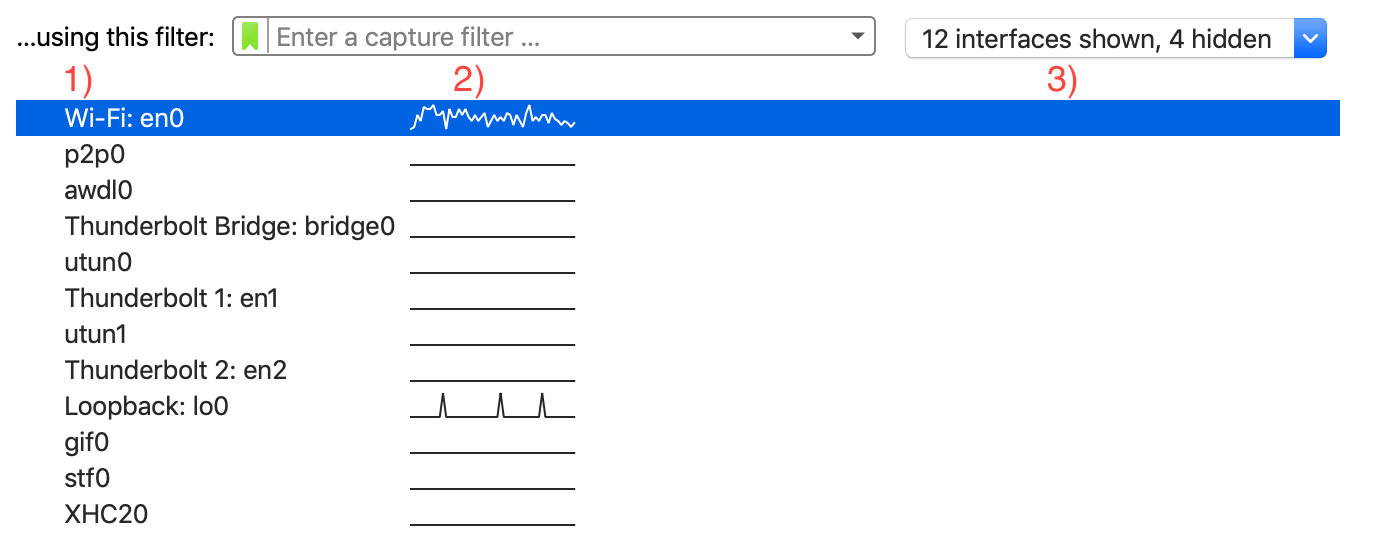 ...using this filter: Enter a capture filter ... 12 interfaces shown, 4 hidden
1) 2) 3)
Wi-Fi: en0
p2p0
awdl0
Thunderbolt Bridge: bridge0
utun0
Thunderbolt 1: en1
utun1
Thunderbolt 2: en2
Loopback: lo0
gif0
stf0
XHC20